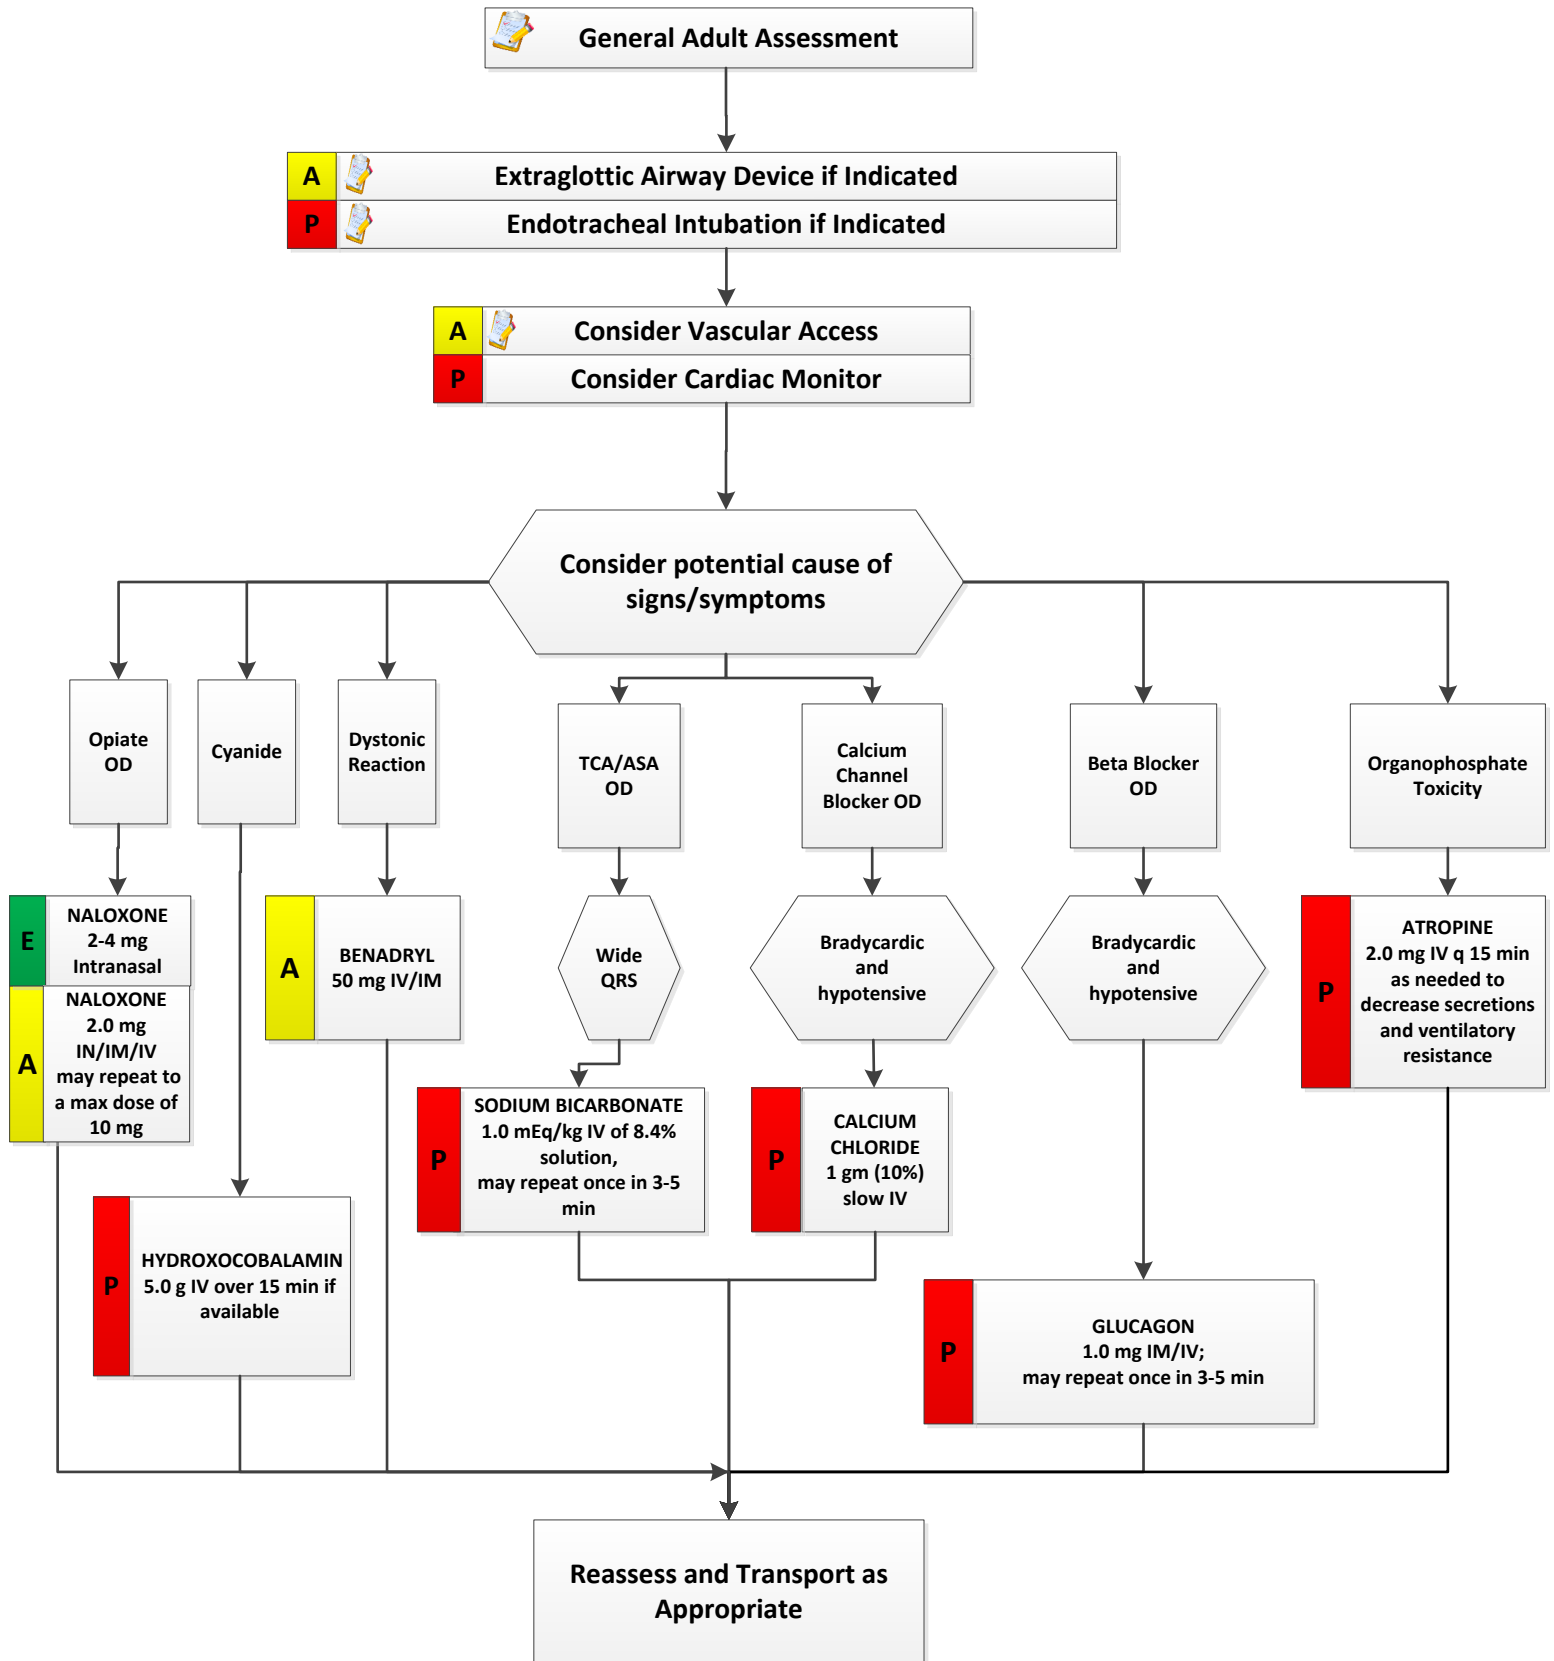 General Adult Assessment
A
Extraglottic Airway Device if Indicated
P
Endotracheal Intubation if Indicated
A
Consider Vascular Access
P
Consider Cardiac Monitor
Consider potential cause of
signs/symptoms
Opiate
OD
Cyanide
Dystonic
Reaction
TCA/ASA
OD
Calcium
Channel
Blocker OD
Beta Blocker
OD
Organophosphate
Toxicity
E
NALOXONE
2-4 mg
Intranasal
A
NALOXONE
2.0 mg
IN/IM/IV
may repeat to
a max dose of
10 mg
A
BENADRYL
50 mg IV/IM
Wide
QRS
Bradycardic
and
hypotensive
Bradycardic
and
hypotensive
P
ATROPINE
2.0 mg IV q 15 min
as needed to
decrease secretions
and ventilatory
resistance
P
SODIUM BICARBONATE
1.0 mEq/kg IV of 8.4%
solution,
may repeat once in 3-5
min
P
CALCIUM
CHLORIDE
1 gm (10%)
slow IV
P
HYDROXOCOBALAMIN
5.0 g IV over 15 min if
available
P
GLUCAGON
1.0 mg IM/IV;
may repeat once in 3-5 min
Reassess and Transport as
Appropriate